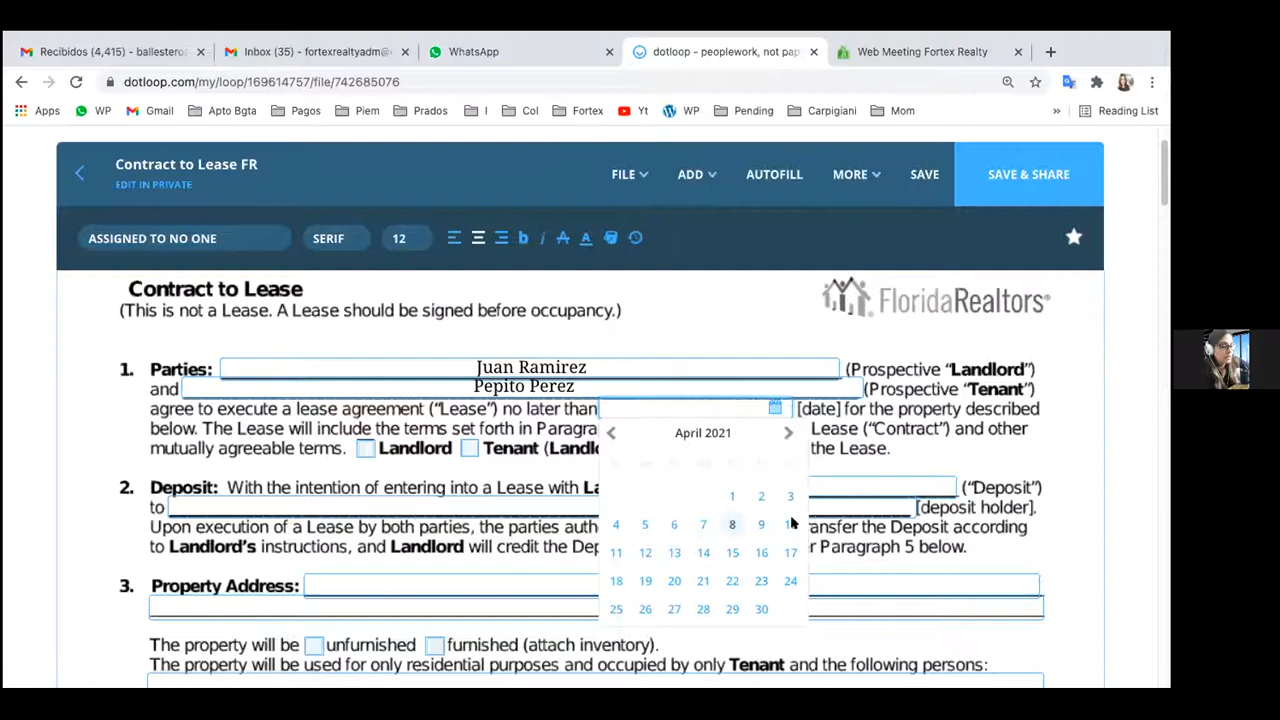 Recibidos (4,415) - ballestero
Inbox (35) - fortexrealtyadm@
WhatsApp
dotloop - peoplework, not pap
Web Meeting Fortex Realty
dotloop.com/my/loop/169614757/file/742685076
Apps WP Gmail Apto Bgta Pagos Piem Prados I Col Fortex Yt WP Pending Carpigiani Mom » Reading List
Contract to Lease FR
EDIT IN PRIVATE
FILE ADD AUTOFILL MORE SAVE SAVE & SHARE
ASSIGNED TO NO ONE SERIF 12
Contract to Lease
(This is not a Lease. A Lease should be signed before occupancy.)
FloridaRealtors®
1. Parties: Juan Ramirez (Prospective “Landlord”)
and Pepito Perez (Prospective “Tenant”)
agree to execute a lease agreement (“Lease”) no later than [date] for the property described
below. The Lease will include the terms set forth in Paragra Lease (“Contract”) and other
mutually agreeable terms. Landlord Tenant (Landlo the Lease.
April 2021
1 2 3
4 5 6 7 8 9
11 12 13 14 15 16 17
18 19 20 21 22 23 24
25 26 27 28 29 30
2. Deposit: With the intention of entering into a Lease with La (“Deposit”)
to [deposit holder].
Upon execution of a Lease by both parties, the parties auth ransfer the Deposit according
to Landlord’s instructions, and Landlord will credit the Dep r Paragraph 5 below.
3. Property Address:
The property will be unfurnished furnished (attach inventory).
The property will be used for only residential purposes and occupied by only Tenant and the following persons: